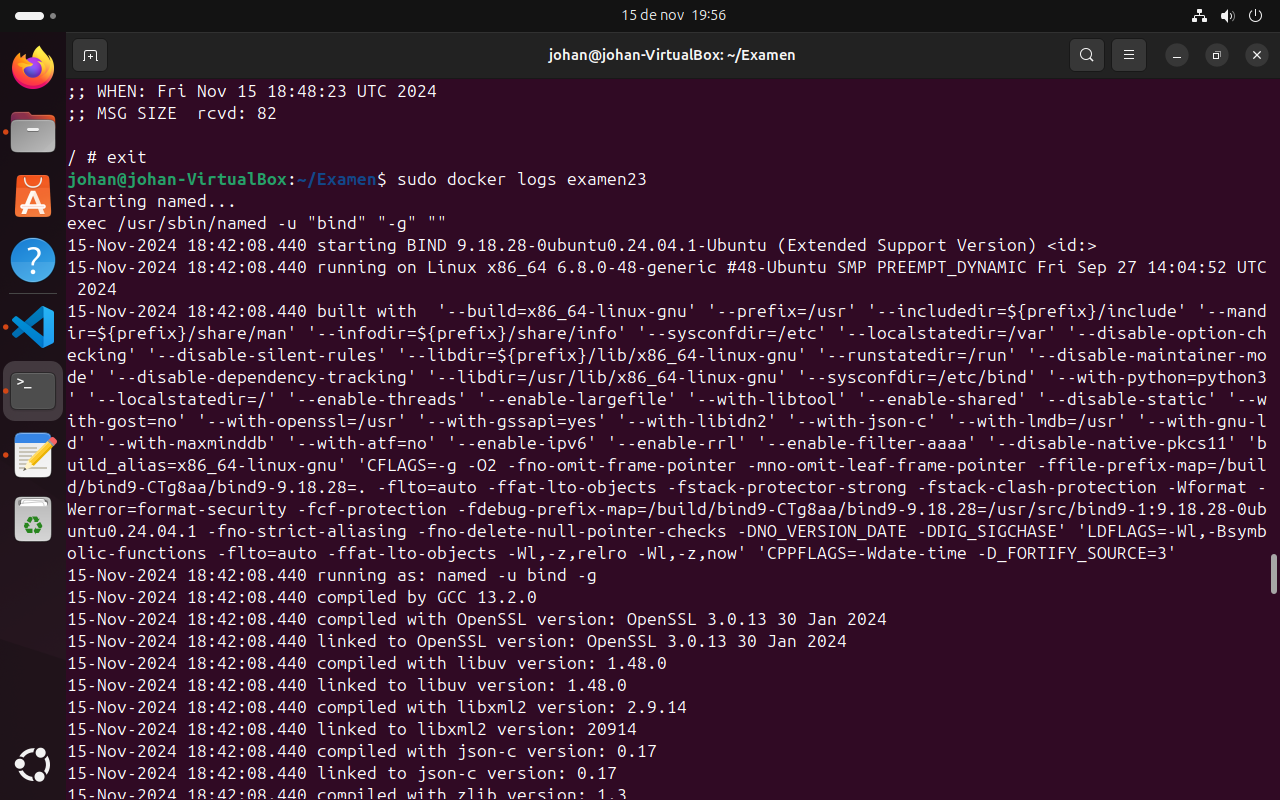 15 de nov 19:56
johan@johan-VirtualBox: ~/Examen
;; WHEN: Fri Nov 15 18:48:23 UTC 2024
;; MSG SIZE  rcvd: 82
/ # exit
johan@johan-VirtualBox:~/Examen$ sudo docker logs examen23
Starting named...
exec /usr/sbin/named -u "bind" "-g" ""
15-Nov-2024 18:42:08.440 starting BIND 9.18.28-0ubuntu0.24.04.1-Ubuntu (Extended Support Version) <id:>
15-Nov-2024 18:42:08.440 running on Linux x86_64 6.8.0-48-generic #48-Ubuntu SMP PREEMPT_DYNAMIC Fri Sep 27 14:04:52 UTC
 2024
15-Nov-2024 18:42:08.440 built with  '--build=x86_64-linux-gnu' '--prefix=/usr' '--includedir=${prefix}/include' '--mand
ir=${prefix}/share/man' '--infodir=${prefix}/share/info' '--sysconfdir=/etc' '--localstatedir=/var' '--disable-option-ch
ecking' '--disable-silent-rules' '--libdir=${prefix}/lib/x86_64-linux-gnu' '--runstatedir=/run' '--disable-maintainer-mo
de' '--disable-dependency-tracking' '--libdir=/usr/lib/x86_64-linux-gnu' '--sysconfdir=/etc/bind' '--with-python=python3
' '--localstatedir=/' '--enable-threads' '--enable-largefile' '--with-libtool' '--enable-shared' '--disable-static' '--w
ith-gost=no' '--with-openssl=/usr' '--with-gssapi=yes' '--with-libidn2' '--with-json-c' '--with-lmdb=/usr' '--with-gnu-l
d' '--with-maxminddb' '--with-atf=no' '--enable-ipv6' '--enable-rrl' '--enable-filter-aaaa' '--disable-native-pkcs11' 'b
uild_alias=x86_64-linux-gnu' 'CFLAGS=-g -O2 -fno-omit-frame-pointer -mno-omit-leaf-frame-pointer -ffile-prefix-map=/buil
d/bind9-CTg8aa/bind9-9.18.28=. -flto=auto -ffat-lto-objects -fstack-protector-strong -fstack-clash-protection -Wformat -
Werror=format-security -fcf-protection -fdebug-prefix-map=/build/bind9-CTg8aa/bind9-9.18.28=/usr/src/bind9-1:9.18.28-0ub
untu0.24.04.1 -fno-strict-aliasing -fno-delete-null-pointer-checks -DNO_VERSION_DATE -DDIG_SIGCHASE' 'LDFLAGS=-Wl,-Bsymb
olic-functions -flto=auto -ffat-lto-objects -Wl,-z,relro -Wl,-z,now' 'CPPFLAGS=-Wdate-time -D_FORTIFY_SOURCE=3'
15-Nov-2024 18:42:08.440 running as: named -u bind -g
15-Nov-2024 18:42:08.440 compiled by GCC 13.2.0
15-Nov-2024 18:42:08.440 compiled with OpenSSL version: OpenSSL 3.0.13 30 Jan 2024
15-Nov-2024 18:42:08.440 linked to OpenSSL version: OpenSSL 3.0.13 30 Jan 2024
15-Nov-2024 18:42:08.440 compiled with libuv version: 1.48.0
15-Nov-2024 18:42:08.440 linked to libuv version: 1.48.0
15-Nov-2024 18:42:08.440 compiled with libxml2 version: 2.9.14
15-Nov-2024 18:42:08.440 linked to libxml2 version: 20914
15-Nov-2024 18:42:08.440 compiled with json-c version: 0.17
15-Nov-2024 18:42:08.440 linked to json-c version: 0.17
15-Nov-2024 18:42:08.440 compiled with zlib version: 1.3